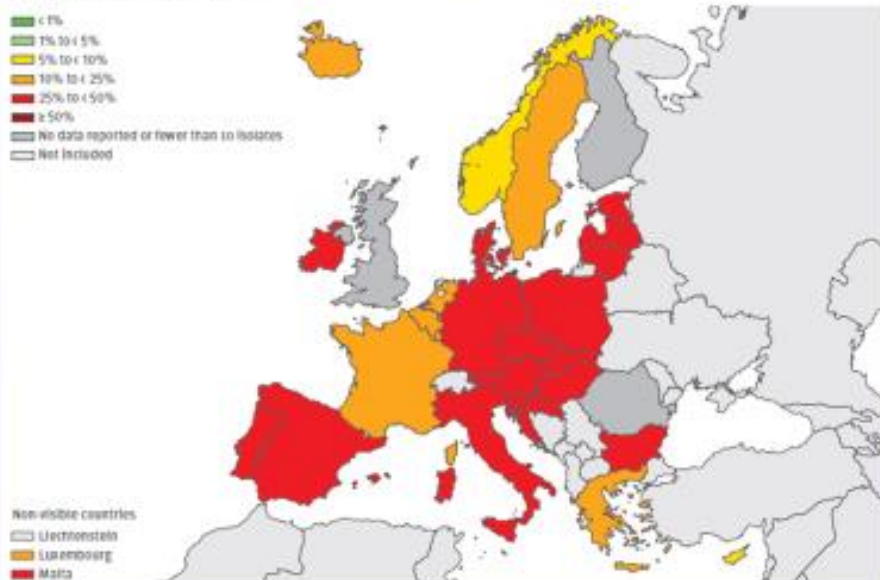 < 1%
1% to < 5%
5% to < 10%
10% to < 25%
25% to < 50%
≥ 50%
No data reported or fewer than 10 isolates
Not included
Non-visible countries
Liechtenstein
Luxembourg
Malta